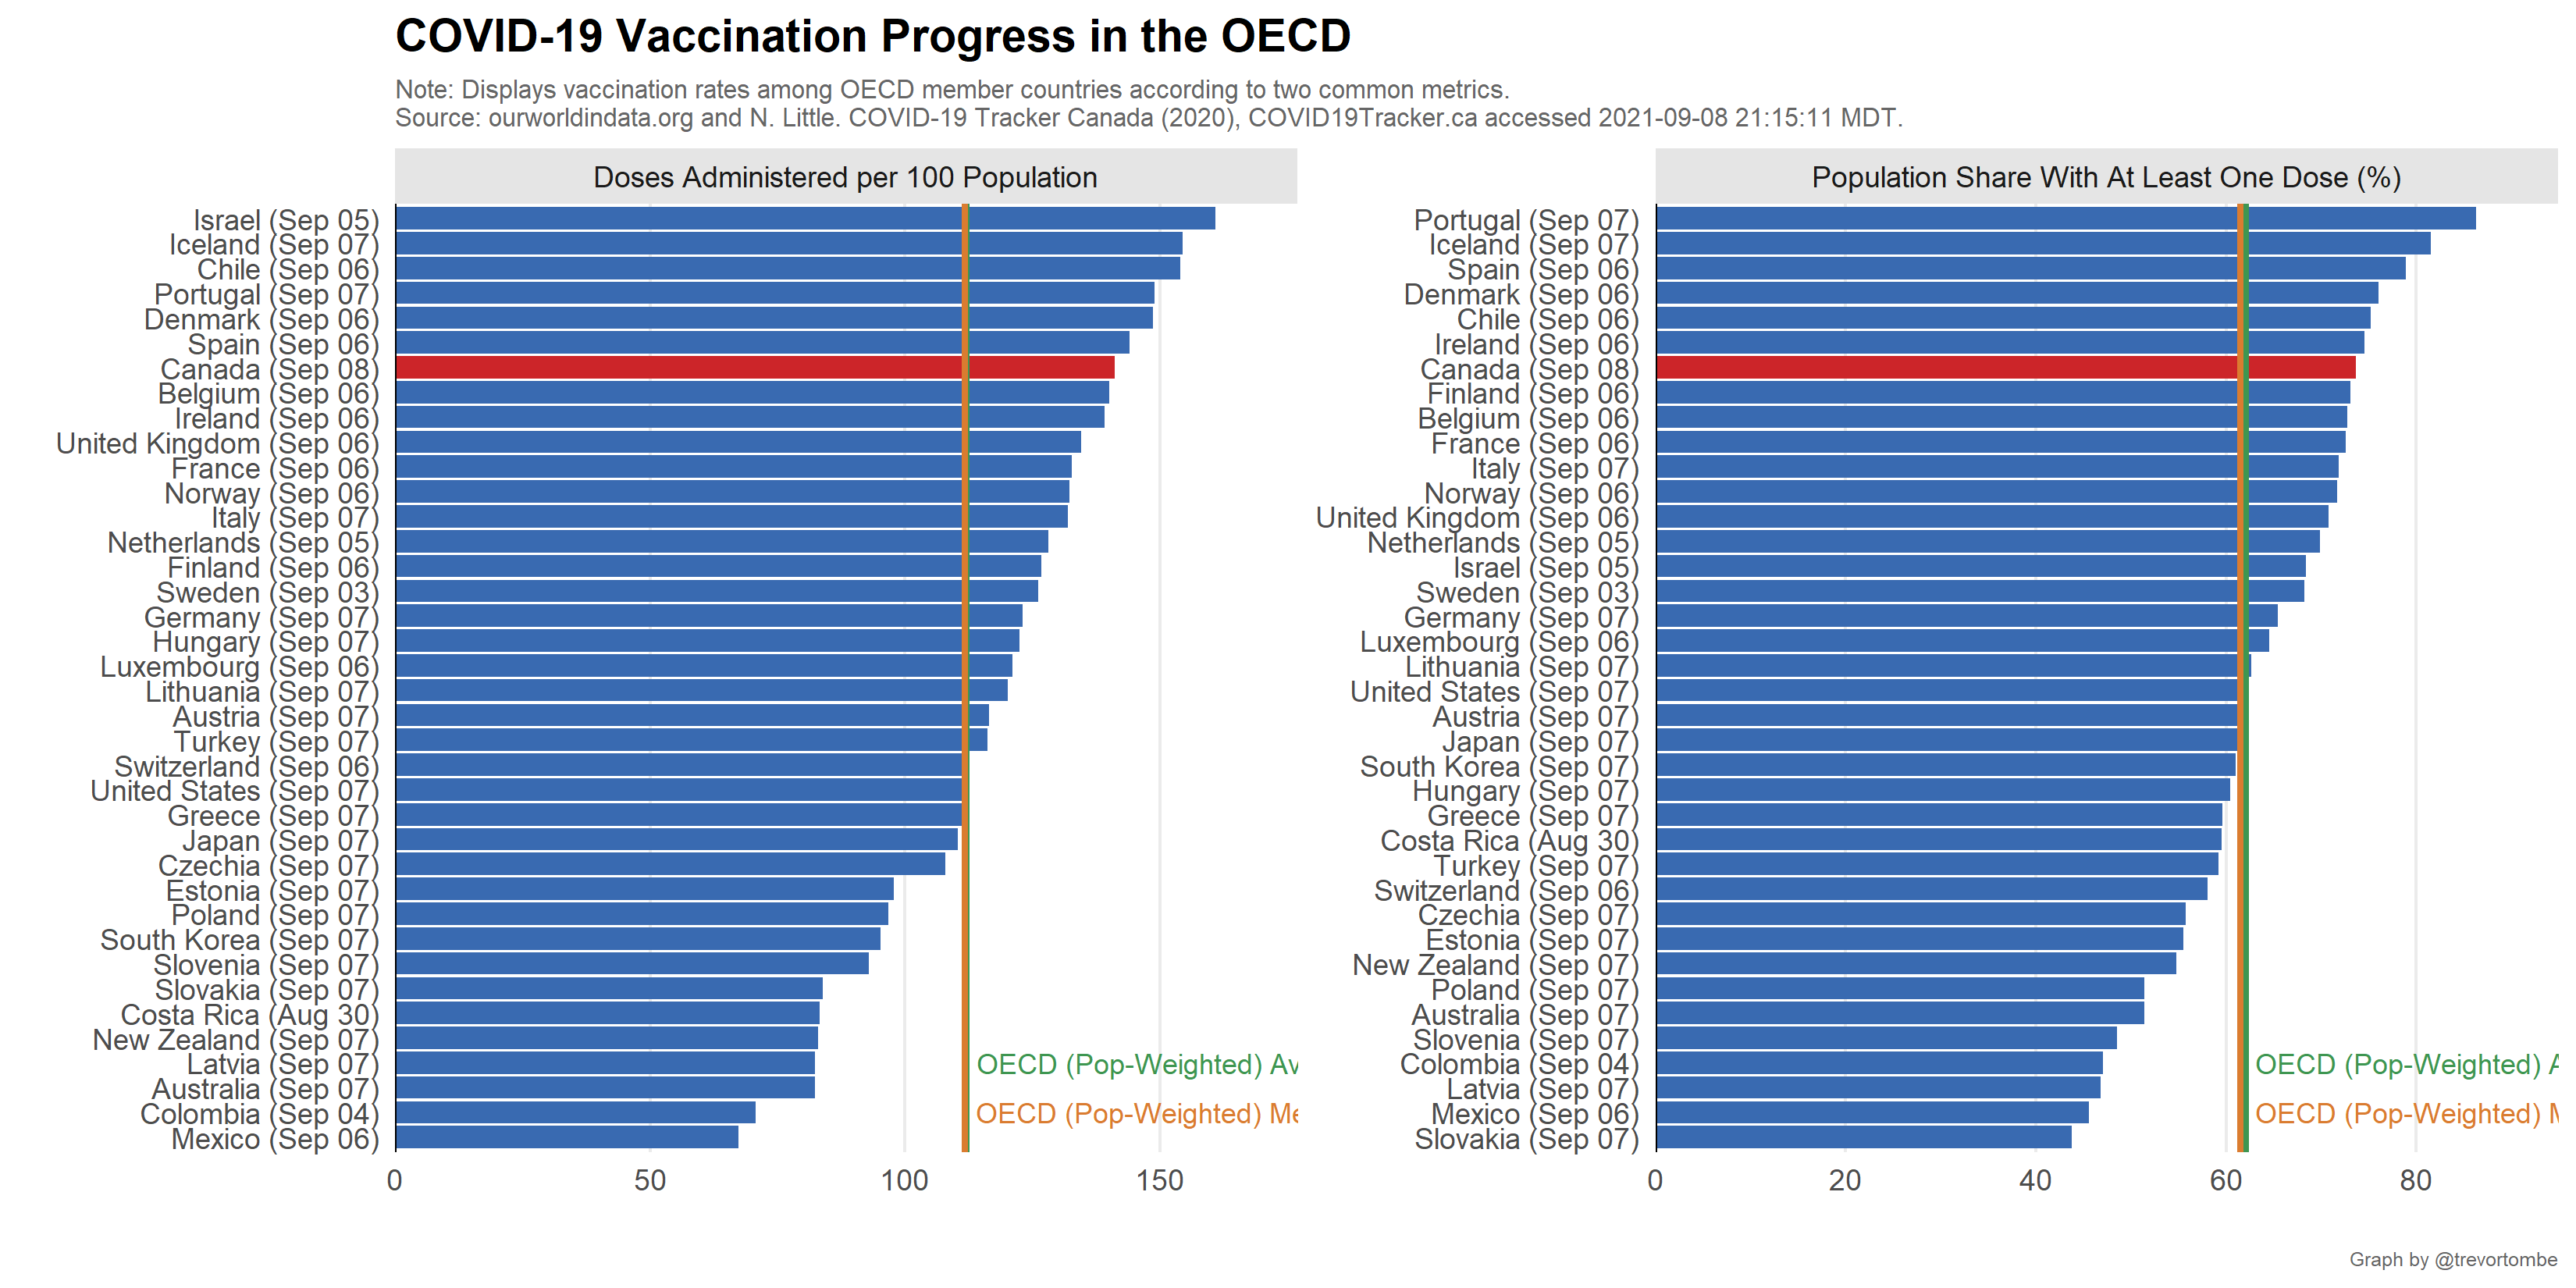 COVID-19 Vaccination Progress in the OECD
Note: Displays vaccination rates among OECD member countries according to two common metrics.
Source: ourworldindata.org and N. Little. COVID-19 Tracker Canada (2020), COVID19Tracker.ca accessed 2021-09-08 21:15:11 MDT.
Doses Administered per 100 Population
Israel (Sep 05)
Iceland (Sep 07)
Chile (Sep 06)
Portugal (Sep 07)
Denmark (Sep 06)
Spain (Sep 06)
Canada (Sep 08)
Belgium (Sep 06)
Ireland (Sep 06)
United Kingdom (Sep 06)
France (Sep 06)
Norway (Sep 06)
Italy (Sep 07)
Netherlands (Sep 05)
Finland (Sep 06)
Sweden (Sep 03)
Germany (Sep 07)
Hungary (Sep 07)
Luxembourg (Sep 06)
Lithuania (Sep 07)
Austria (Sep 07)
Turkey (Sep 07)
Switzerland (Sep 06)
United States (Sep 07)
Greece (Sep 07)
Japan (Sep 07)
Czechia (Sep 07)
Estonia (Sep 07)
Poland (Sep 07)
South Korea (Sep 07)
Slovenia (Sep 07)
Slovakia (Sep 07)
Costa Rica (Aug 30)
New Zealand (Sep 07)
Latvia (Sep 07)
Australia (Sep 07)
Colombia (Sep 04)
Mexico (Sep 06)
OECD (Pop-Weighted) Av
OECD (Pop-Weighted) Me
0 50 100 150
Population Share With At Least One Dose (%)
Portugal (Sep 07)
Iceland (Sep 07)
Spain (Sep 06)
Denmark (Sep 06)
Chile (Sep 06)
Ireland (Sep 06)
Canada (Sep 08)
Finland (Sep 06)
Belgium (Sep 06)
France (Sep 06)
Italy (Sep 07)
Norway (Sep 06)
United Kingdom (Sep 06)
Netherlands (Sep 05)
Israel (Sep 05)
Sweden (Sep 03)
Germany (Sep 07)
Luxembourg (Sep 06)
Lithuania (Sep 07)
United States (Sep 07)
Austria (Sep 07)
Japan (Sep 07)
South Korea (Sep 07)
Hungary (Sep 07)
Greece (Sep 07)
Costa Rica (Aug 30)
Turkey (Sep 07)
Switzerland (Sep 06)
Czechia (Sep 07)
Estonia (Sep 07)
New Zealand (Sep 07)
Poland (Sep 07)
Australia (Sep 07)
Slovenia (Sep 07)
Colombia (Sep 04)
Latvia (Sep 07)
Mexico (Sep 06)
Slovakia (Sep 07)
OECD (Pop-Weighted) A
OECD (Pop-Weighted) M
0 20 40 60 80
Graph by @trevortombe